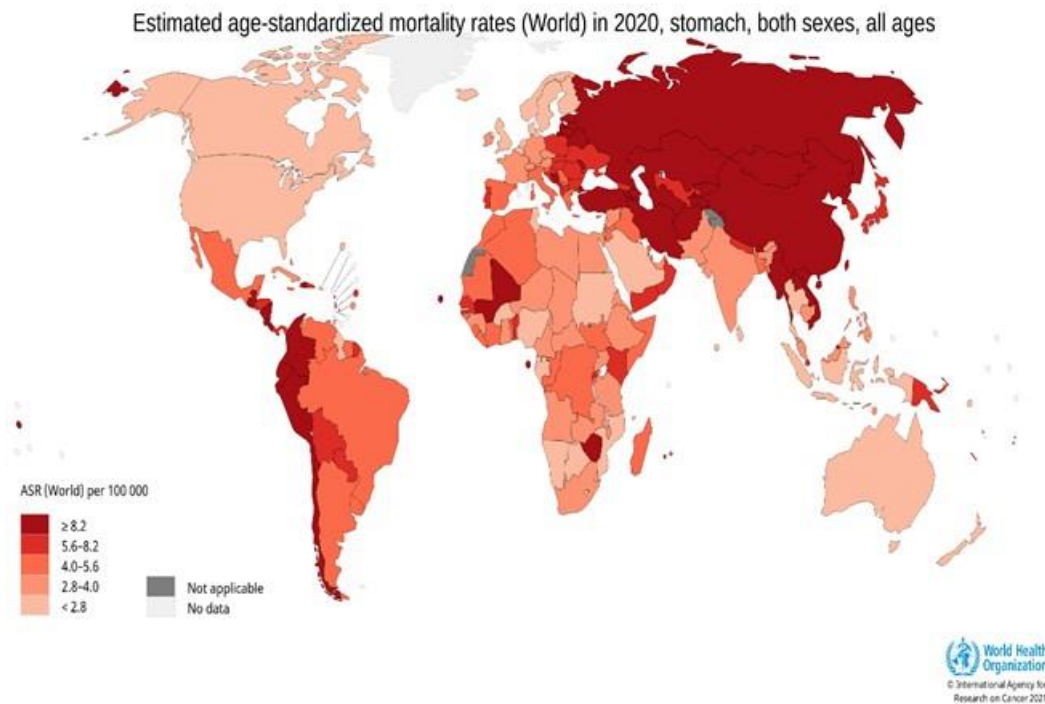 Estimated age-standardized mortality rates (World) in 2020, stomach, both sexes, all ages
ASR (World) per 100 000
≥ 8.2
5.6–8.2
4.0–5.6
2.8–4.0
< 2.8
Not applicable
No data
World Health
Organization
© International Agency for
Research on Cancer 2021